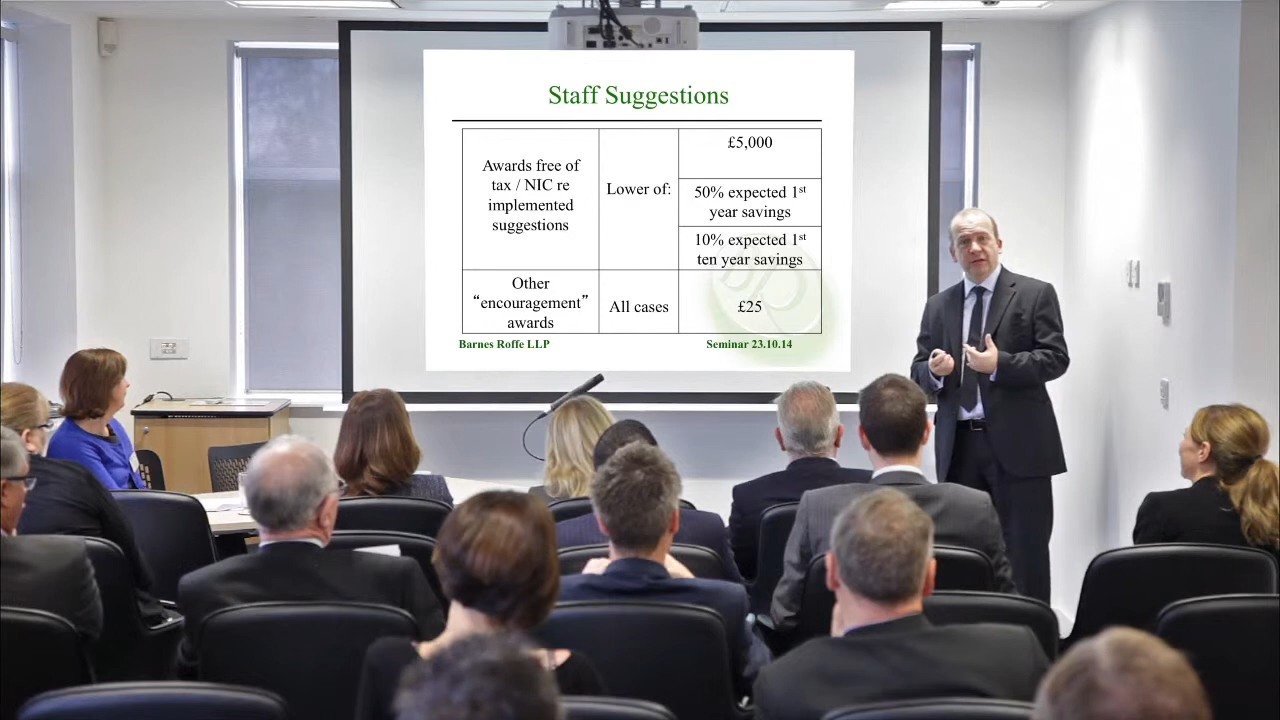 Staff Suggestions
Awards free of
tax / NIC re
implemented
suggestions
Lower of:
£5,000
50% expected 1st
year savings
10% expected 1st
ten year savings
Other
“encouragement”
awards
All cases
£25
Barnes Roffe LLP
Seminar 23.10.14